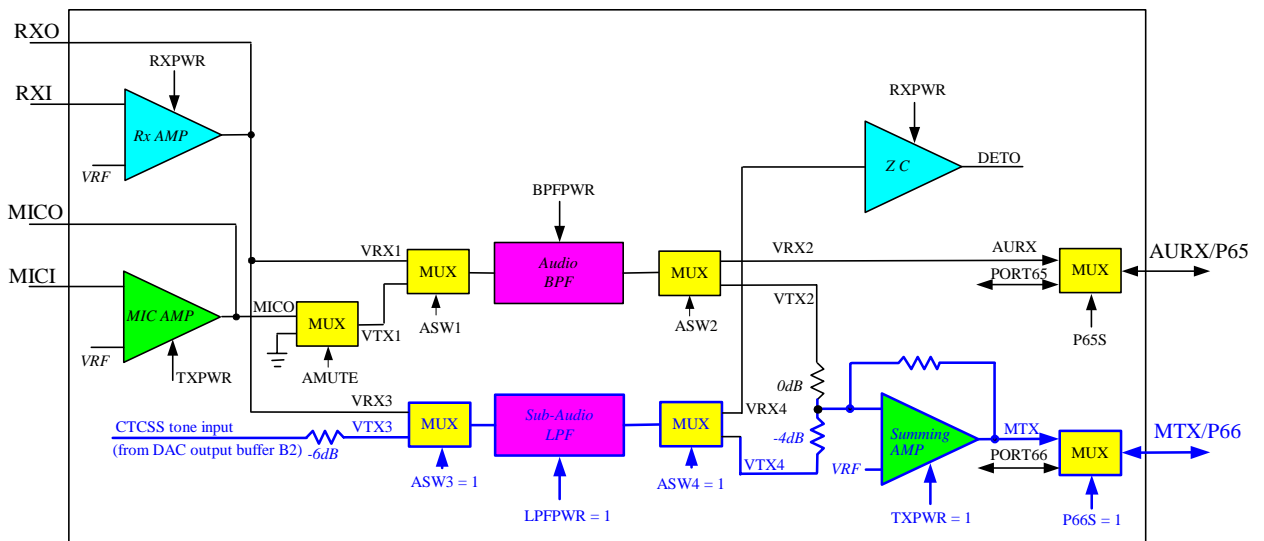 RXO
RXPWR
RXPWR
RXI
Rx AMP
VRF
Z C
DETO
MICO
BPFPWR
MICI
VRX1
MUX
Audio
BPF
MUX
VRX2
AURX
MUX
AURX/P65
PORT65
MIC AMP
MICO
MUX
VTX1
VTX2
ASW1
ASW2
P65S
VRF
TXPWR
AMUTE
0dB
VRX3
MUX
Sub-Audio
LPF
MUX
VRX4
CTCSS tone input
(from DAC output buffer B2)
-6dB
VTX3
-4dB
Summing
AMP
MTX
MUX
MTX/P66
PORT66
VTX4
VRF
ASW3 = 1
ASW4 = 1
LPFPWR = 1
TXPWR = 1
P66S = 1